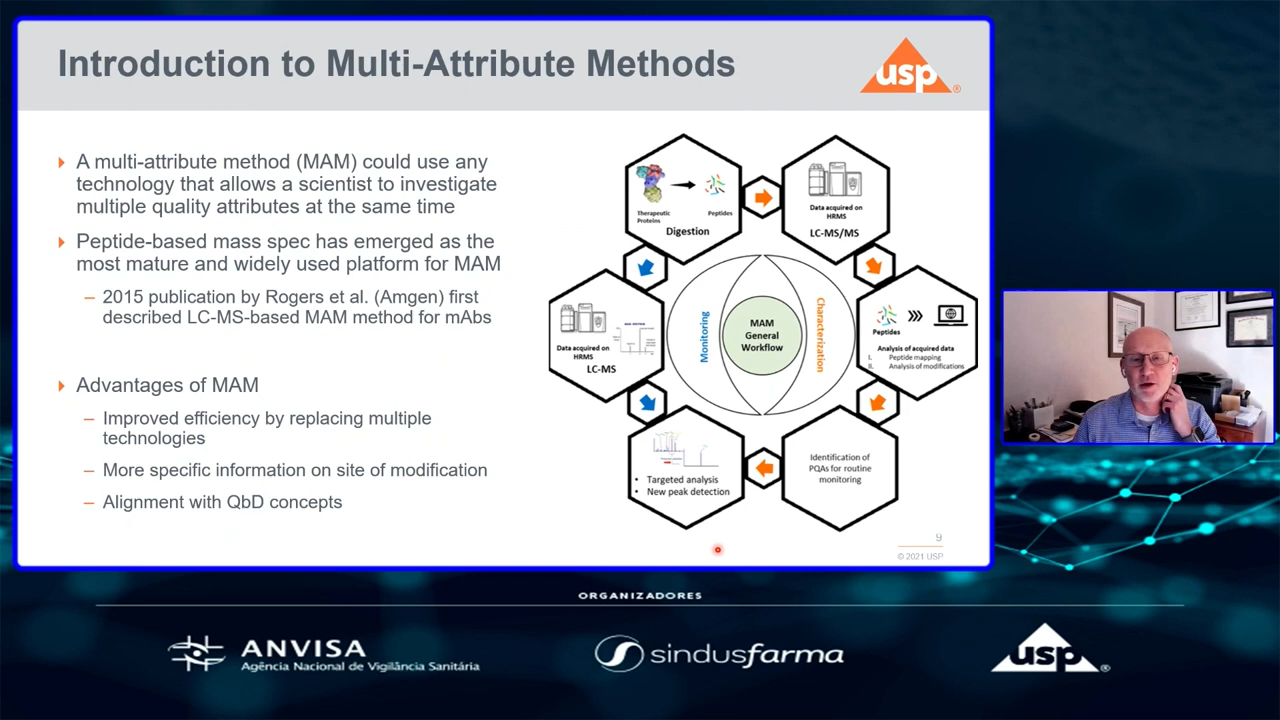 Introduction to Multi-Attribute Methods
usp®
A multi-attribute method (MAM) could use any
technology that allows a scientist to investigate
multiple quality attributes at the same time
Peptide-based mass spec has emerged as the
most mature and widely used platform for MAM
– 2015 publication by Rogers et al. (Amgen) first
described LC-MS-based MAM method for mAbs
Advantages of MAM
– Improved efficiency by replacing multiple
technologies
– More specific information on site of modification
– Alignment with QbD concepts
Therapeutic
Proteins
Peptides
Digestion
Data acquired on
HRMS
LC-MS/MS
Peptides
Analysis of acquired data
I. Peptide mapping
II. Analysis of modifications
Identification of
PQAs for routine
monitoring
• Targeted analysis
• New peak detection
Data acquired on
HRMS
LC-MS
Monitoring
MAM
General
Workflow
Characterization
9
© 2021 USP
ORGANIZADORES
ANVISA
Agência Nacional de Vigilância Sanitária
sindusfarma
usp®